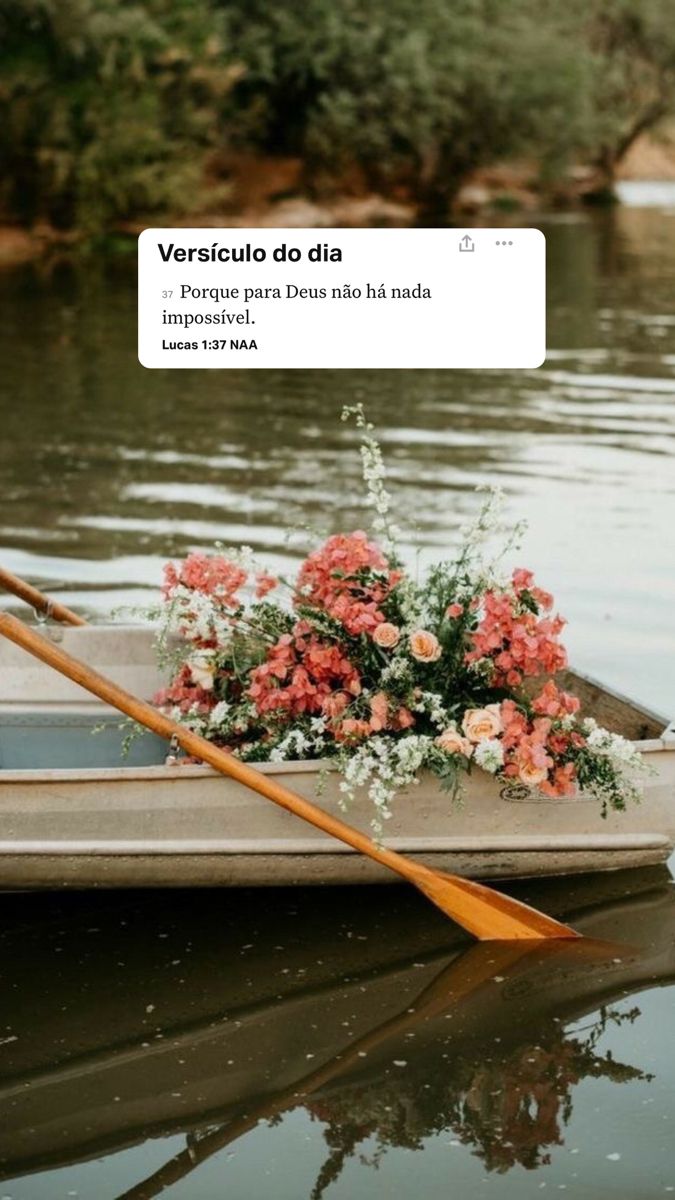 Versículo do dia
37 Porque para Deus não há nada
impossível.
Lucas 1:37 NAA